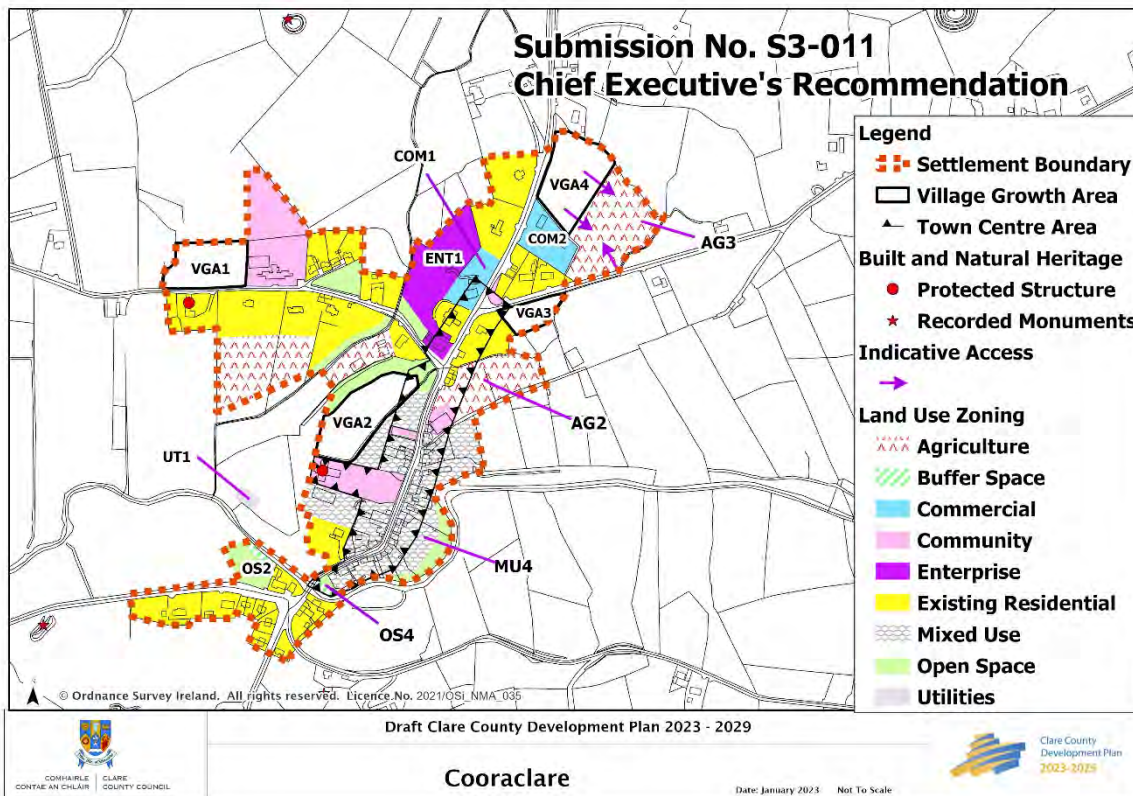 Submission No. S3-011
Chief Executive's Recommendation
Legend
Settlement Boundary
Village Growth Area
Town Centre Area
Built and Natural Heritage
Protected Structure
Recorded Monuments
Indicative Access
Land Use Zoning
Agriculture
Buffer Space
Commercial
Community
Enterprise
Existing Residential
Mixed Use
Open Space
Utilities
COM1
VGA4
AG3
COM2
ENT1
VGA1
VGA3
VGA2
AG2
UT1
MU4
OS2
OS4
© Ordnance Survey Ireland. All rights reserved. Licence No. 2021/OSi_NMA_035
COMHAIRLE
CONTAE AN CHLÁIR
CLARE
COUNTY COUNCIL
Draft Clare County Development Plan 2023 - 2029
Cooraclare
Date: January 2023 Not To Scale
Clare County
Development Plan
2023-2029